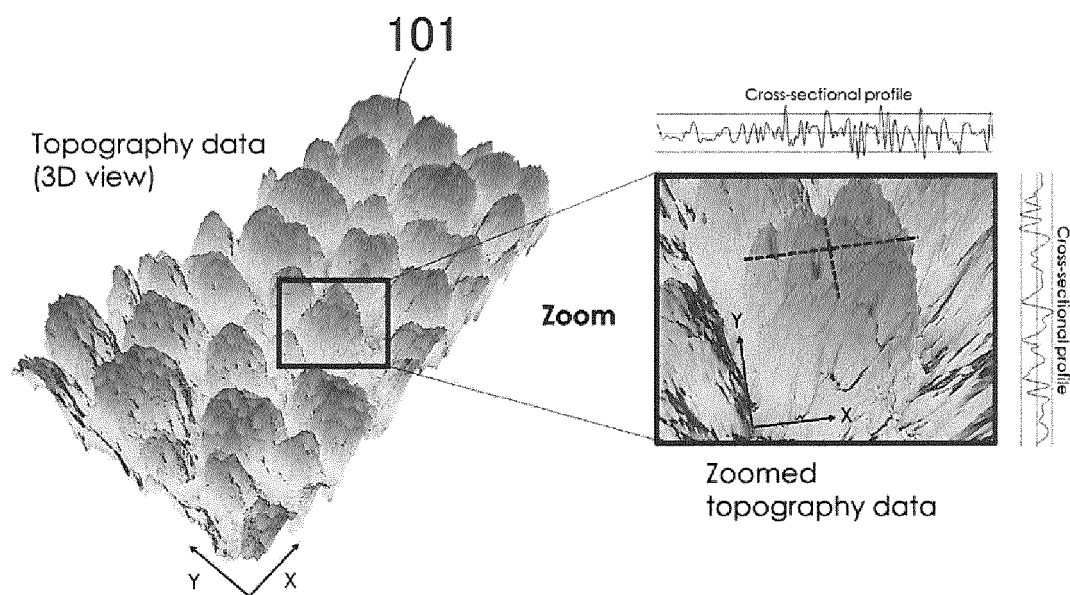 101
Topography data
(3D view)
Cross-sectional profile
Zoom
Cross-sectional profile
Y
X
Zoomed
topography data
Y
X